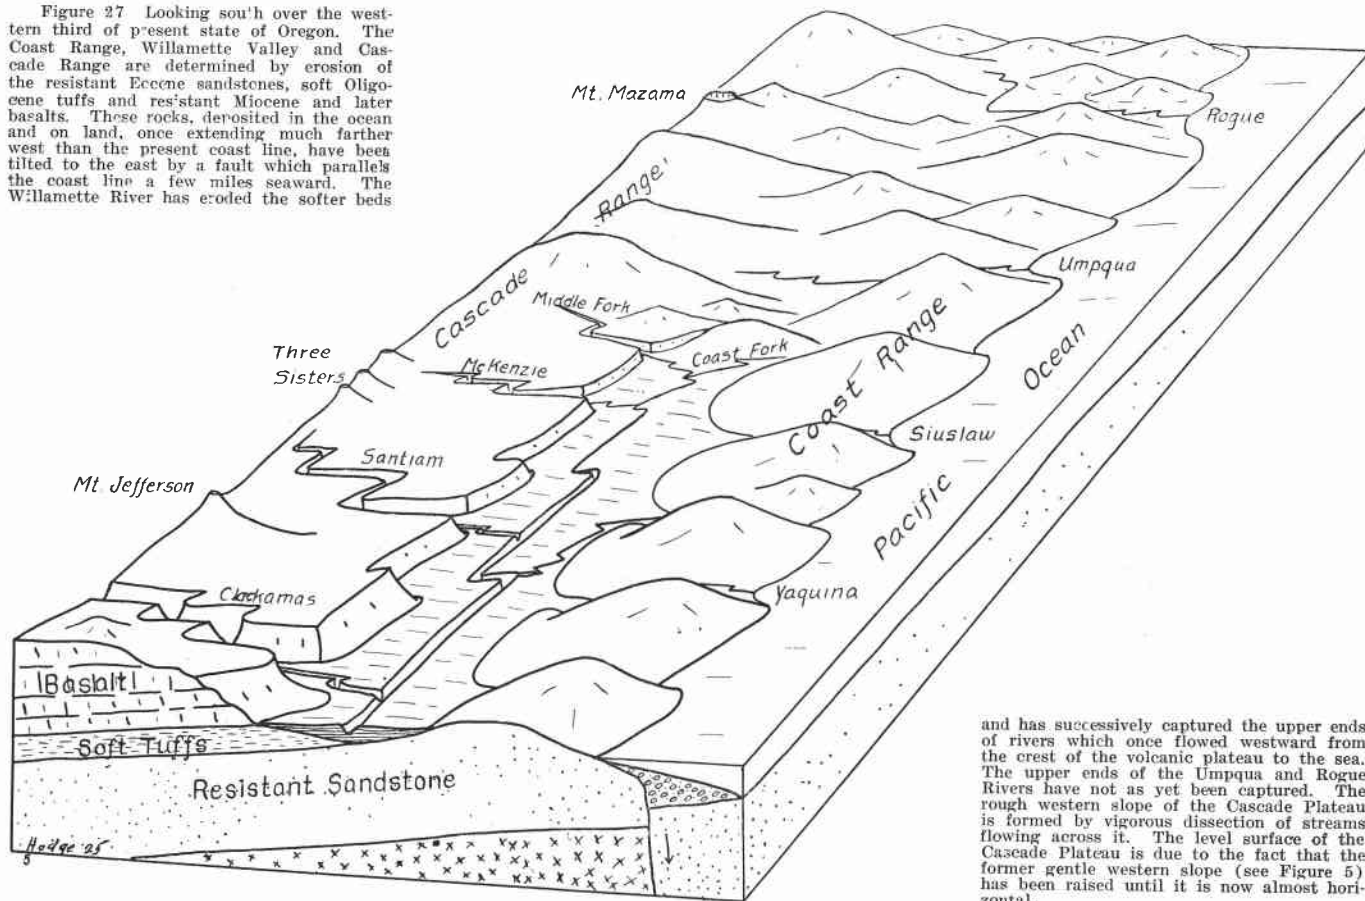 Figure 27 Looking sou'h over the west-
tern third of present state of Oregon. The
Coast Range, Willamette Valley and Cas-
cade Range are determined by erosion of
the resistant Eocene sandstones, soft Oligo-
cene tuffs and resistant Miocene and later
basalts. These rocks, deposited in the ocean
and on land, once extending much farther
west than the present coast line, have been
tilted to the east by a fault which parallels
the coast line a few miles seaward. The
Willamette River has eroded the softer beds
Mt. Mazama
Rogue
Range
Umpqua
Cascade
Middle Fork
Three
Sisters
McKenzie
Coast Fork
Coast Range
Pacific Ocean
Siuslaw
Santiam
Mt. Jefferson
Yaquina
Clackamas
Basalt
Soft Tuffs
Resistant Sandstone
Hodge 25
5
and has successively captured the upper ends
of rivers which once flowed westward from
the crest of the volcanic plateau to the sea.
The upper ends of the Umpqua and Rogue
Rivers have not as yet been captured. The
rough western slope of the Cascade Plateau
is formed by vigorous dissection of streams
flowing across it. The level surface of the
Cascade Plateau is due to the fact that the
former gentle western slope (see Figure 5)
has been raised until it is now almost hori-
zontal